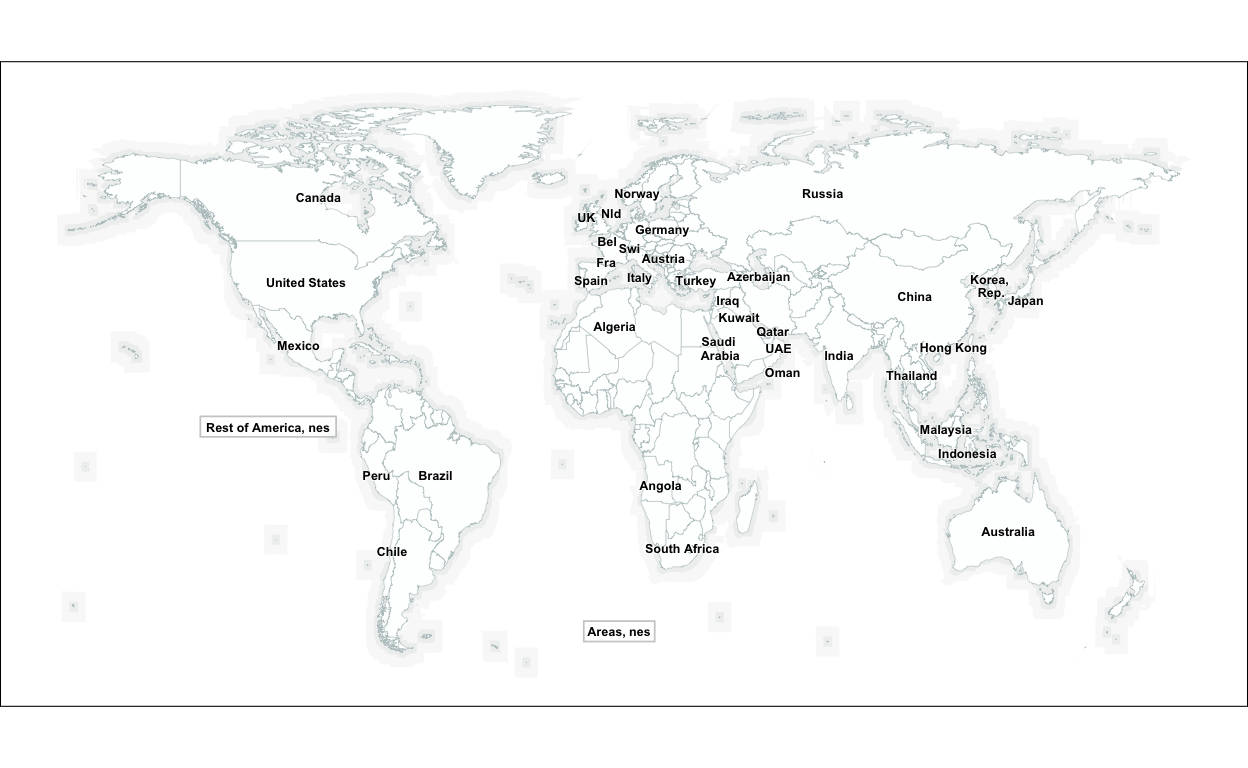 Canada
Norway
Russia
UK
Nld
Germany
Bel
Swi
Austria
Fra
Spain
Italy
Turkey
Azerbaijan
United States
Iraq
China
Korea,
Rep.
Japan
Kuwait
Algeria
Qatar
Saudi
Arabia
UAE
Mexico
India
Hong Kong
Oman
Thailand
Rest of America, nes
Malaysia
Indonesia
Peru
Brazil
Angola
Australia
Chile
South Africa
Areas, nes